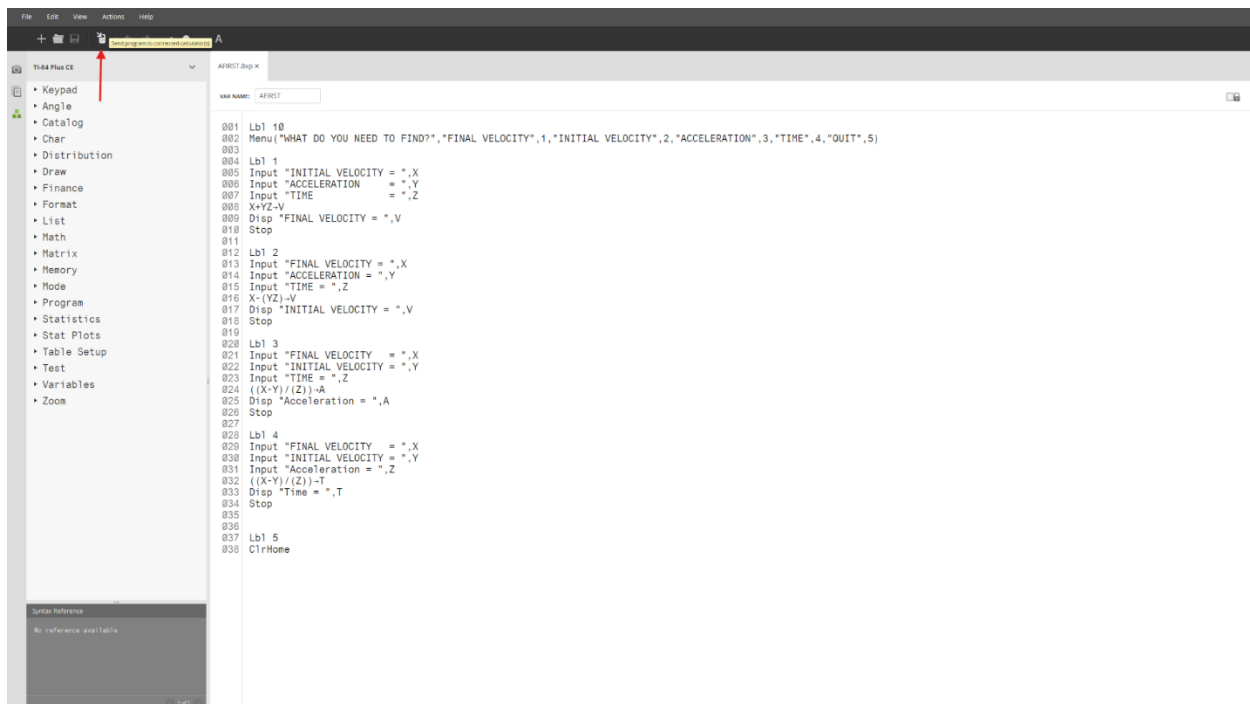 File Edit View Actions Help
Send program to connected calculator(s)
A
TI-84 Plus CE
AFIRST.8xp ×
VAR NAME: AFIRST
Keypad
Angle
Catalog
Char
Distribution
Draw
Finance
Format
List
Math
Matrix
Memory
Mode
Program
Statistics
Stat Plots
Table Setup
Test
Variables
Zoom
001 Lbl 10
002 Menu("WHAT DO YOU NEED TO FIND?","FINAL VELOCITY",1,"INITIAL VELOCITY",2,"ACCELERATION",3,"TIME",4,"QUIT",5)
003
004 Lbl 1
005 Input "INITIAL VELOCITY = ",X
006 Input "ACCELERATION     = ",Y
007 Input "TIME             = ",Z
008 X+YZ→V
009 Disp "FINAL VELOCITY = ",V
010 Stop
011
012 Lbl 2
013 Input "FINAL VELOCITY = ",X
014 Input "ACCELERATION = ",Y
015 Input "TIME = ",Z
016 X-(YZ)→V
017 Disp "INITIAL VELOCITY = ",V
018 Stop
019
020 Lbl 3
021 Input "FINAL VELOCITY   = ",X
022 Input "INITIAL VELOCITY = ",Y
023 Input "TIME = ",Z
024 ((X-Y)/(Z))→A
025 Disp "Acceleration = ",A
026 Stop
027
028 Lbl 4
029 Input "FINAL VELOCITY   = ",X
030 Input "INITIAL VELOCITY = ",Y
031 Input "Acceleration = ",Z
032 ((X-Y)/(Z))→T
033 Disp "Time = ",T
034 Stop
035
036
037 Lbl 5
038 ClrHome
Syntax Reference
No reference available